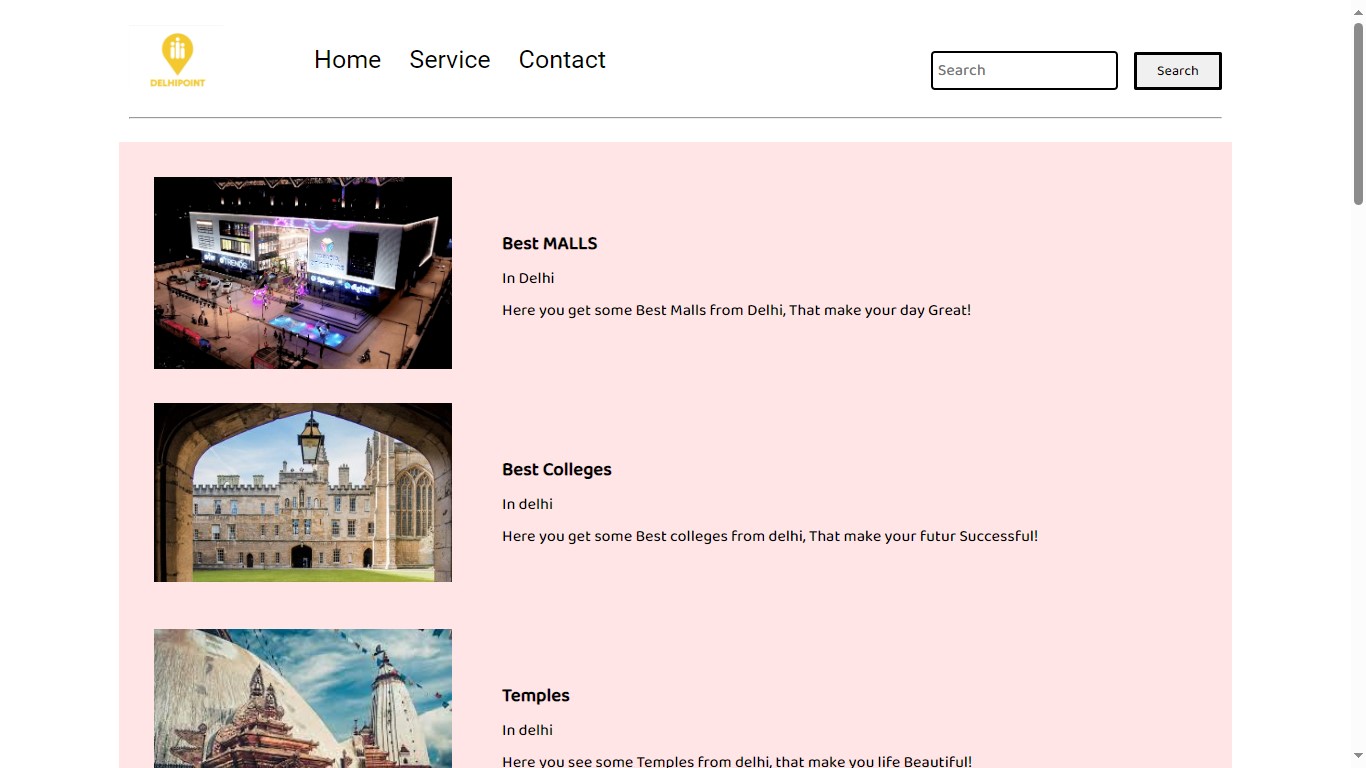 DELHIPOINT
Home Service Contact
Search Search
Best MALLS
In Delhi
Here you get some Best Malls from Delhi, That make your day Great!
TRENDS
digital
Best Colleges
In delhi
Here you get some Best colleges from delhi, That make your futur Successful!
Temples
In delhi
Here you see some Temples from delhi, that make you life Beautiful!